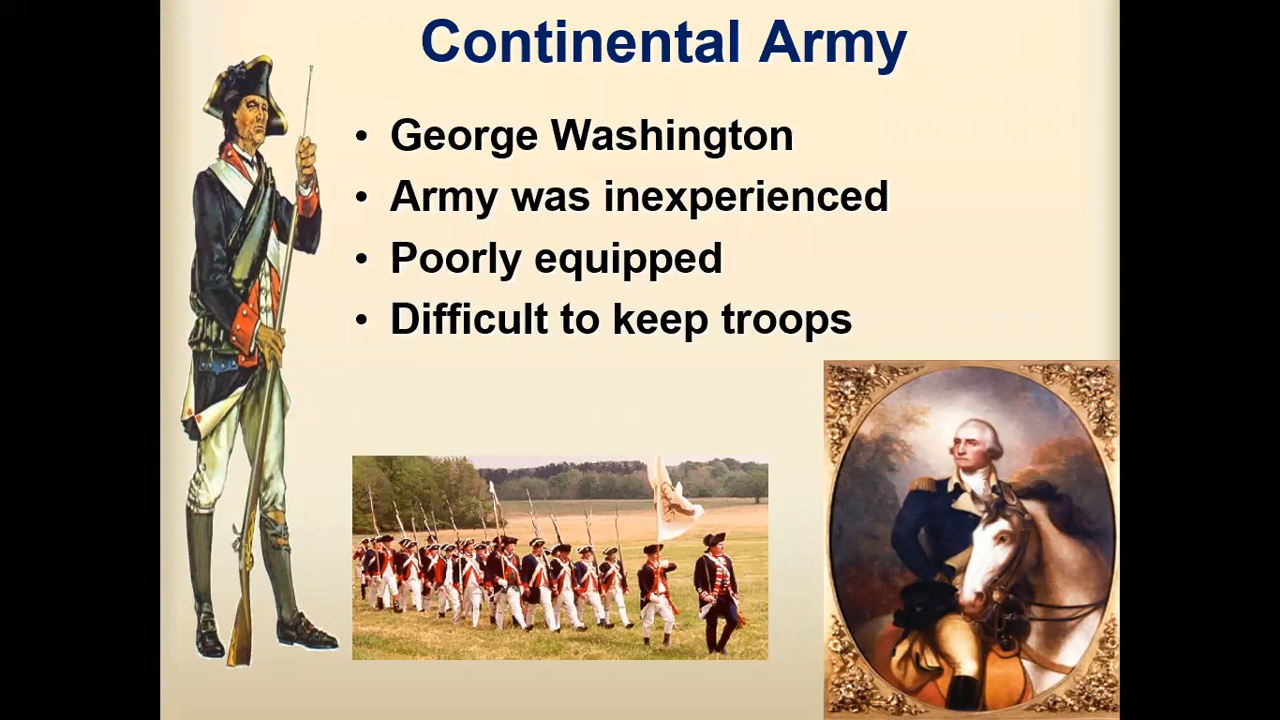 Continental Army
• George Washington
• Army was inexperienced
• Poorly equipped
• Difficult to keep troops